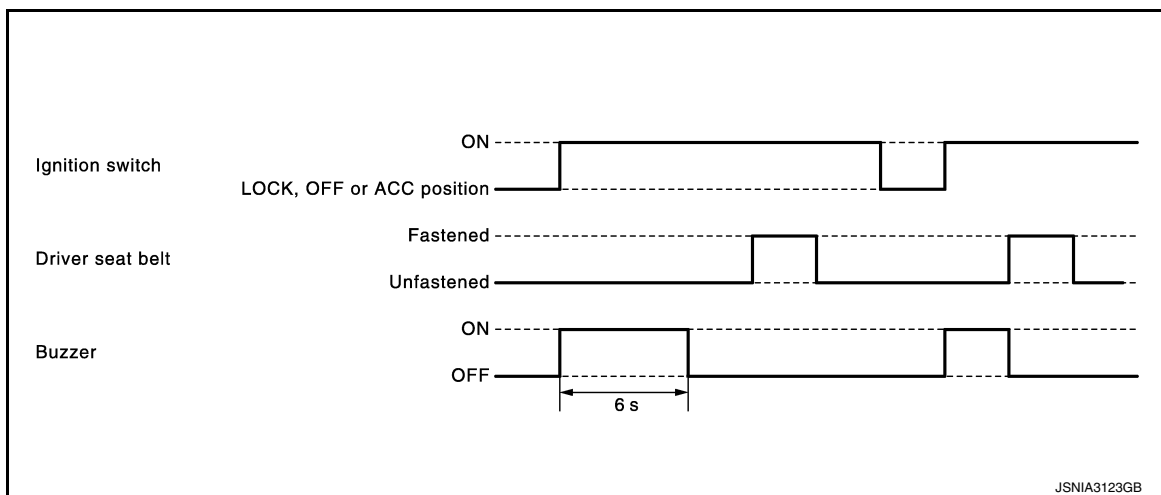 ON
Ignition switch
LOCK, OFF or ACC position
Fastened
Driver seat belt
Unfastened
ON
Buzzer
OFF
6 s
JSNIA3123GB